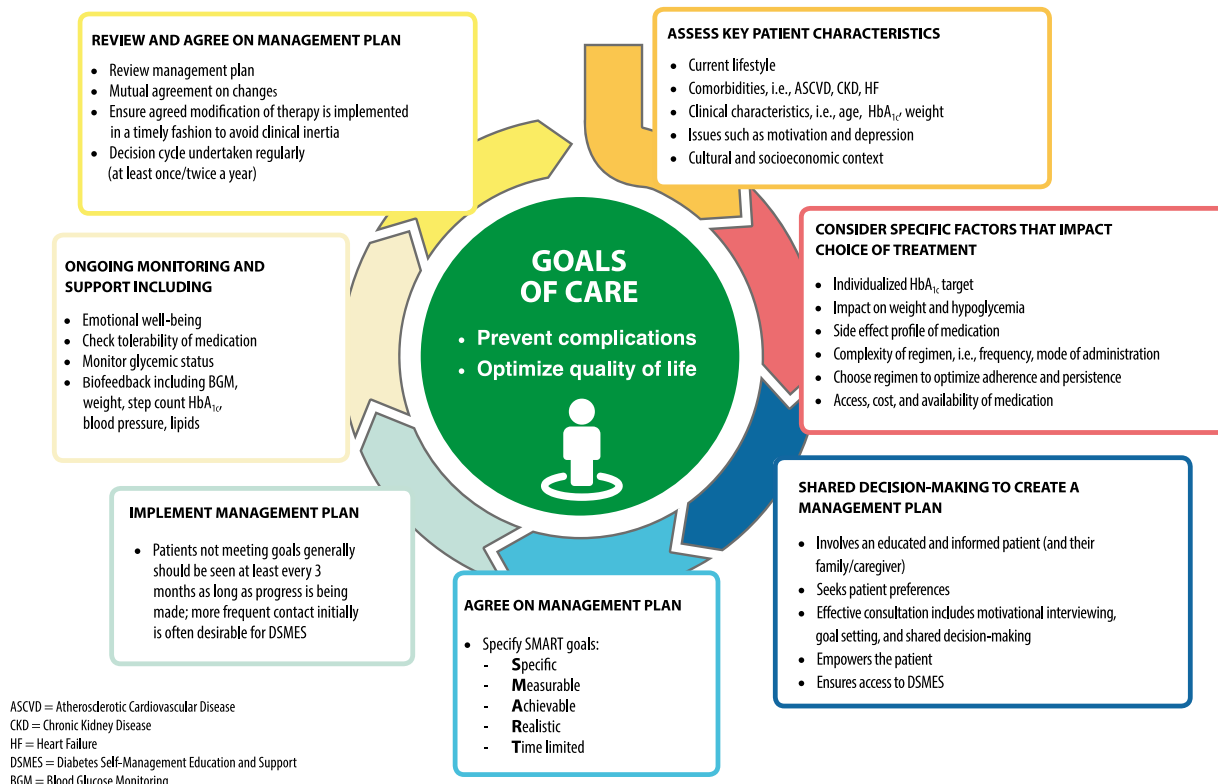 REVIEW AND AGREE ON MANAGEMENT PLAN
• Review management plan
• Mutual agreement on changes
• Ensure agreed modification of therapy is implemented
in a timely fashion to avoid clinical inertia
• Decision cycle undertaken regularly
(at least once/twice a year)
ASSESS KEY PATIENT CHARACTERISTICS
• Current lifestyle
• Comorbidities, i.e., ASCVD, CKD, HF
• Clinical characteristics, i.e., age, HbA1c, weight
• Issues such as motivation and depression
• Cultural and socioeconomic context
CONSIDER SPECIFIC FACTORS THAT IMPACT
CHOICE OF TREATMENT
• Individualized HbA1c target
• Impact on weight and hypoglycemia
• Side effect profile of medication
• Complexity of regimen, i.e., frequency, mode of administration
• Choose regimen to optimize adherence and persistence
• Access, cost, and availability of medication
SHARED DECISION-MAKING TO CREATE A
MANAGEMENT PLAN
• Involves an educated and informed patient (and their
family/caregiver)
• Seeks patient preferences
• Effective consultation includes motivational interviewing,
goal setting, and shared decision-making
• Empowers the patient
• Ensures access to DSMES
AGREE ON MANAGEMENT PLAN
• Specify SMART goals:
- Specific
- Measurable
- Achievable
- Realistic
- Time limited
IMPLEMENT MANAGEMENT PLAN
• Patients not meeting goals generally
should be seen at least every 3
months as long as progress is being
made; more frequent contact initially
is often desirable for DSMES
ONGOING MONITORING AND
SUPPORT INCLUDING
• Emotional well-being
• Check tolerability of medication
• Monitor glycemic status
• Biofeedback including BGM,
weight, step count HbA1c,
blood pressure, lipids
GOALS
OF CARE
• Prevent complications
• Optimize quality of life
ASCVD = Atherosclerotic Cardiovascular Disease
CKD = Chronic Kidney Disease
HF = Heart Failure
DSMES = Diabetes Self-Management Education and Support
BGM = Blood Glucose Monitoring